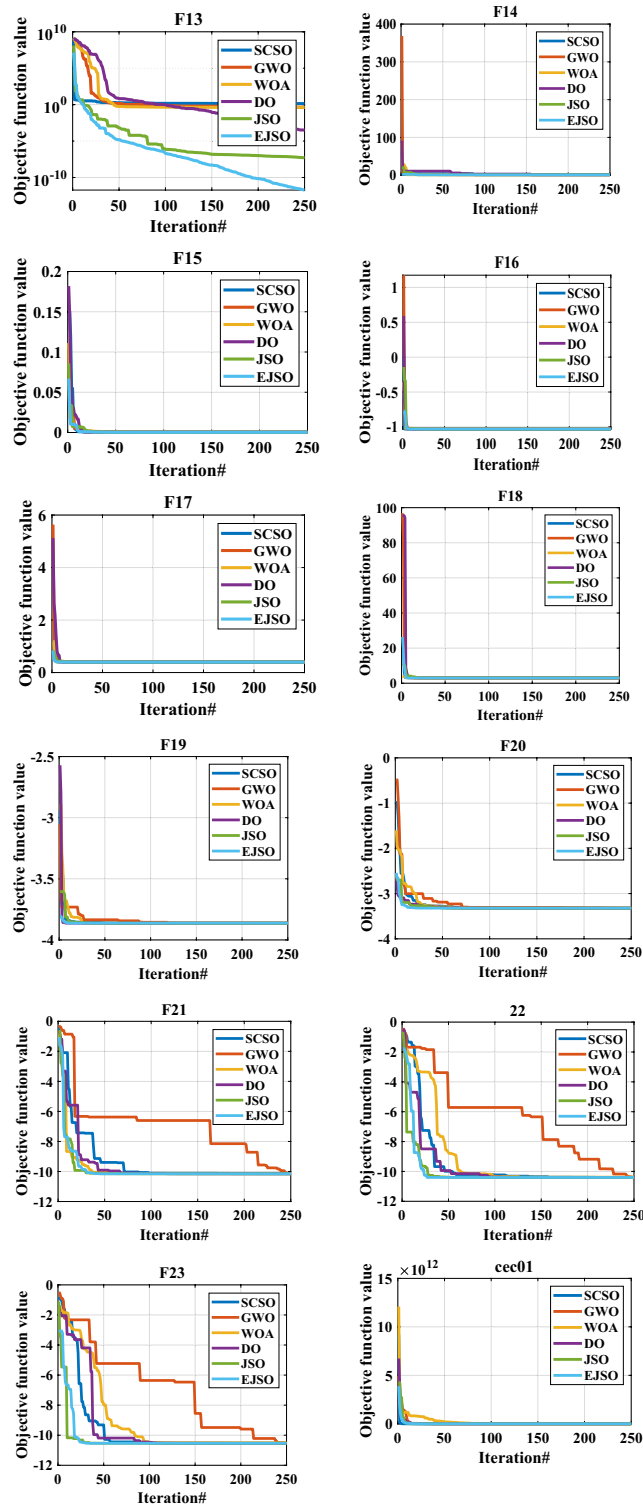 F13
Objective function value
10^10
10^0
10^-10
0 50 100 150 200 250
Iteration#
SCSO
GWO
WOA
DO
JSO
EJSO
F14
Objective function value
400
300
200
100
0
0 50 100 150 200 250
Iteration#
SCSO
GWO
WOA
DO
JSO
EJSO
F15
Objective function value
0.2
0.15
0.1
0.05
0
0 50 100 150 200 250
Iteration#
SCSO
GWO
WOA
DO
JSO
EJSO
F16
Objective function value
1
0.5
0
-0.5
-1
0 50 100 150 200 250
Iteration#
SCSO
GWO
WOA
DO
JSO
EJSO
F17
Objective function value
6
4
2
0
0 50 100 150 200 250
Iteration#
SCSO
GWO
WOA
DO
JSO
EJSO
F18
Objective function value
100
80
60
40
20
0
0 50 100 150 200 250
Iteration#
SCSO
GWO
WOA
DO
JSO
EJSO
F19
Objective function value
-2.5
-3
-3.5
-4
0 50 100 150 200 250
Iteration#
SCSO
GWO
WOA
DO
JSO
EJSO
F20
Objective function value
0
-1
-2
-3
-4
0 50 100 150 200 250
Iteration#
SCSO
GWO
WOA
DO
JSO
EJSO
F21
Objective function value
0
-2
-4
-6
-8
-10
-12
0 50 100 150 200 250
Iteration#
SCSO
GWO
WOA
DO
JSO
EJSO
22
Objective function value
0
-2
-4
-6
-8
-10
-12
0 50 100 150 200 250
Iteration#
SCSO
GWO
WOA
DO
JSO
EJSO
F23
Objective function value
0
-2
-4
-6
-8
-10
-12
0 50 100 150 200 250
Iteration#
SCSO
GWO
WOA
DO
JSO
EJSO
cec01
×10^12
Objective function value
15
10
5
0
0 50 100 150 200 250
Iteration#
SCSO
GWO
WOA
DO
JSO
EJSO